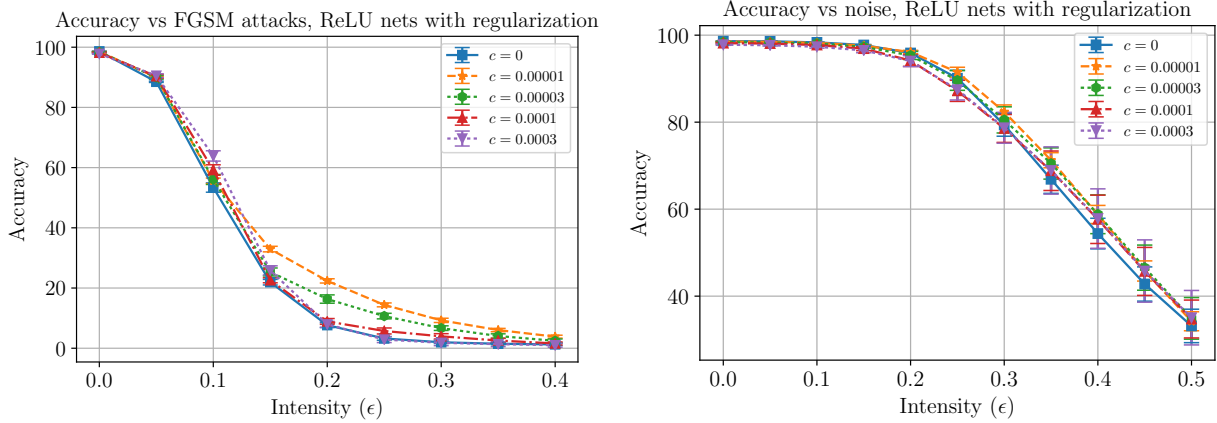 Accuracy vs FGSM attacks, ReLU nets with regularization
100
80
60
40
20
0
Accuracy
c = 0
c = 0.00001
c = 0.00003
c = 0.0001
c = 0.0003
0.0 0.1 0.2 0.3 0.4
Intensity (ϵ)
Accuracy vs noise, ReLU nets with regularization
100
80
60
40
Accuracy
c = 0
c = 0.00001
c = 0.00003
c = 0.0001
c = 0.0003
0.0 0.1 0.2 0.3 0.4 0.5
Intensity (ϵ)